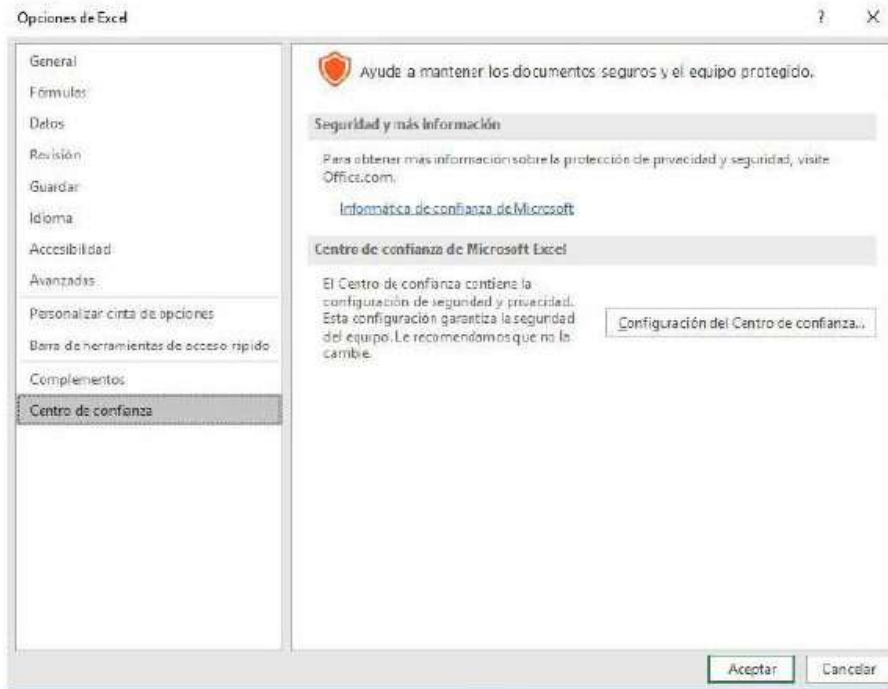 Opciones de Excel
?
General
Fórmulas
Datos
Revisión
Guardar
Idioma
Accesibilidad
Avanzadas
Personalizar cinta de opciones
Barra de herramientas de acceso rápido
Complementos
Centro de confianza
Ayude a mantener los documentos seguros y el equipo protegido.
Seguridad y más información
Para obtener más información sobre la protección de privacidad y seguridad, visite
Office.com.
Informática de confianza de Microsoft
Centro de confianza de Microsoft Excel
El Centro de confianza contiene la
configuración de seguridad y privacidad.
Esta configuración garantiza la seguridad
del equipo. Le recomendamos que no la
cambie.
Configuración del Centro de confianza...
Aceptar
Cancelar